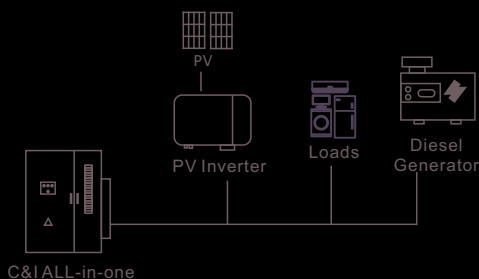 PV
PV Inverter
Loads
Diesel
Generator
C&I ALL-in-one